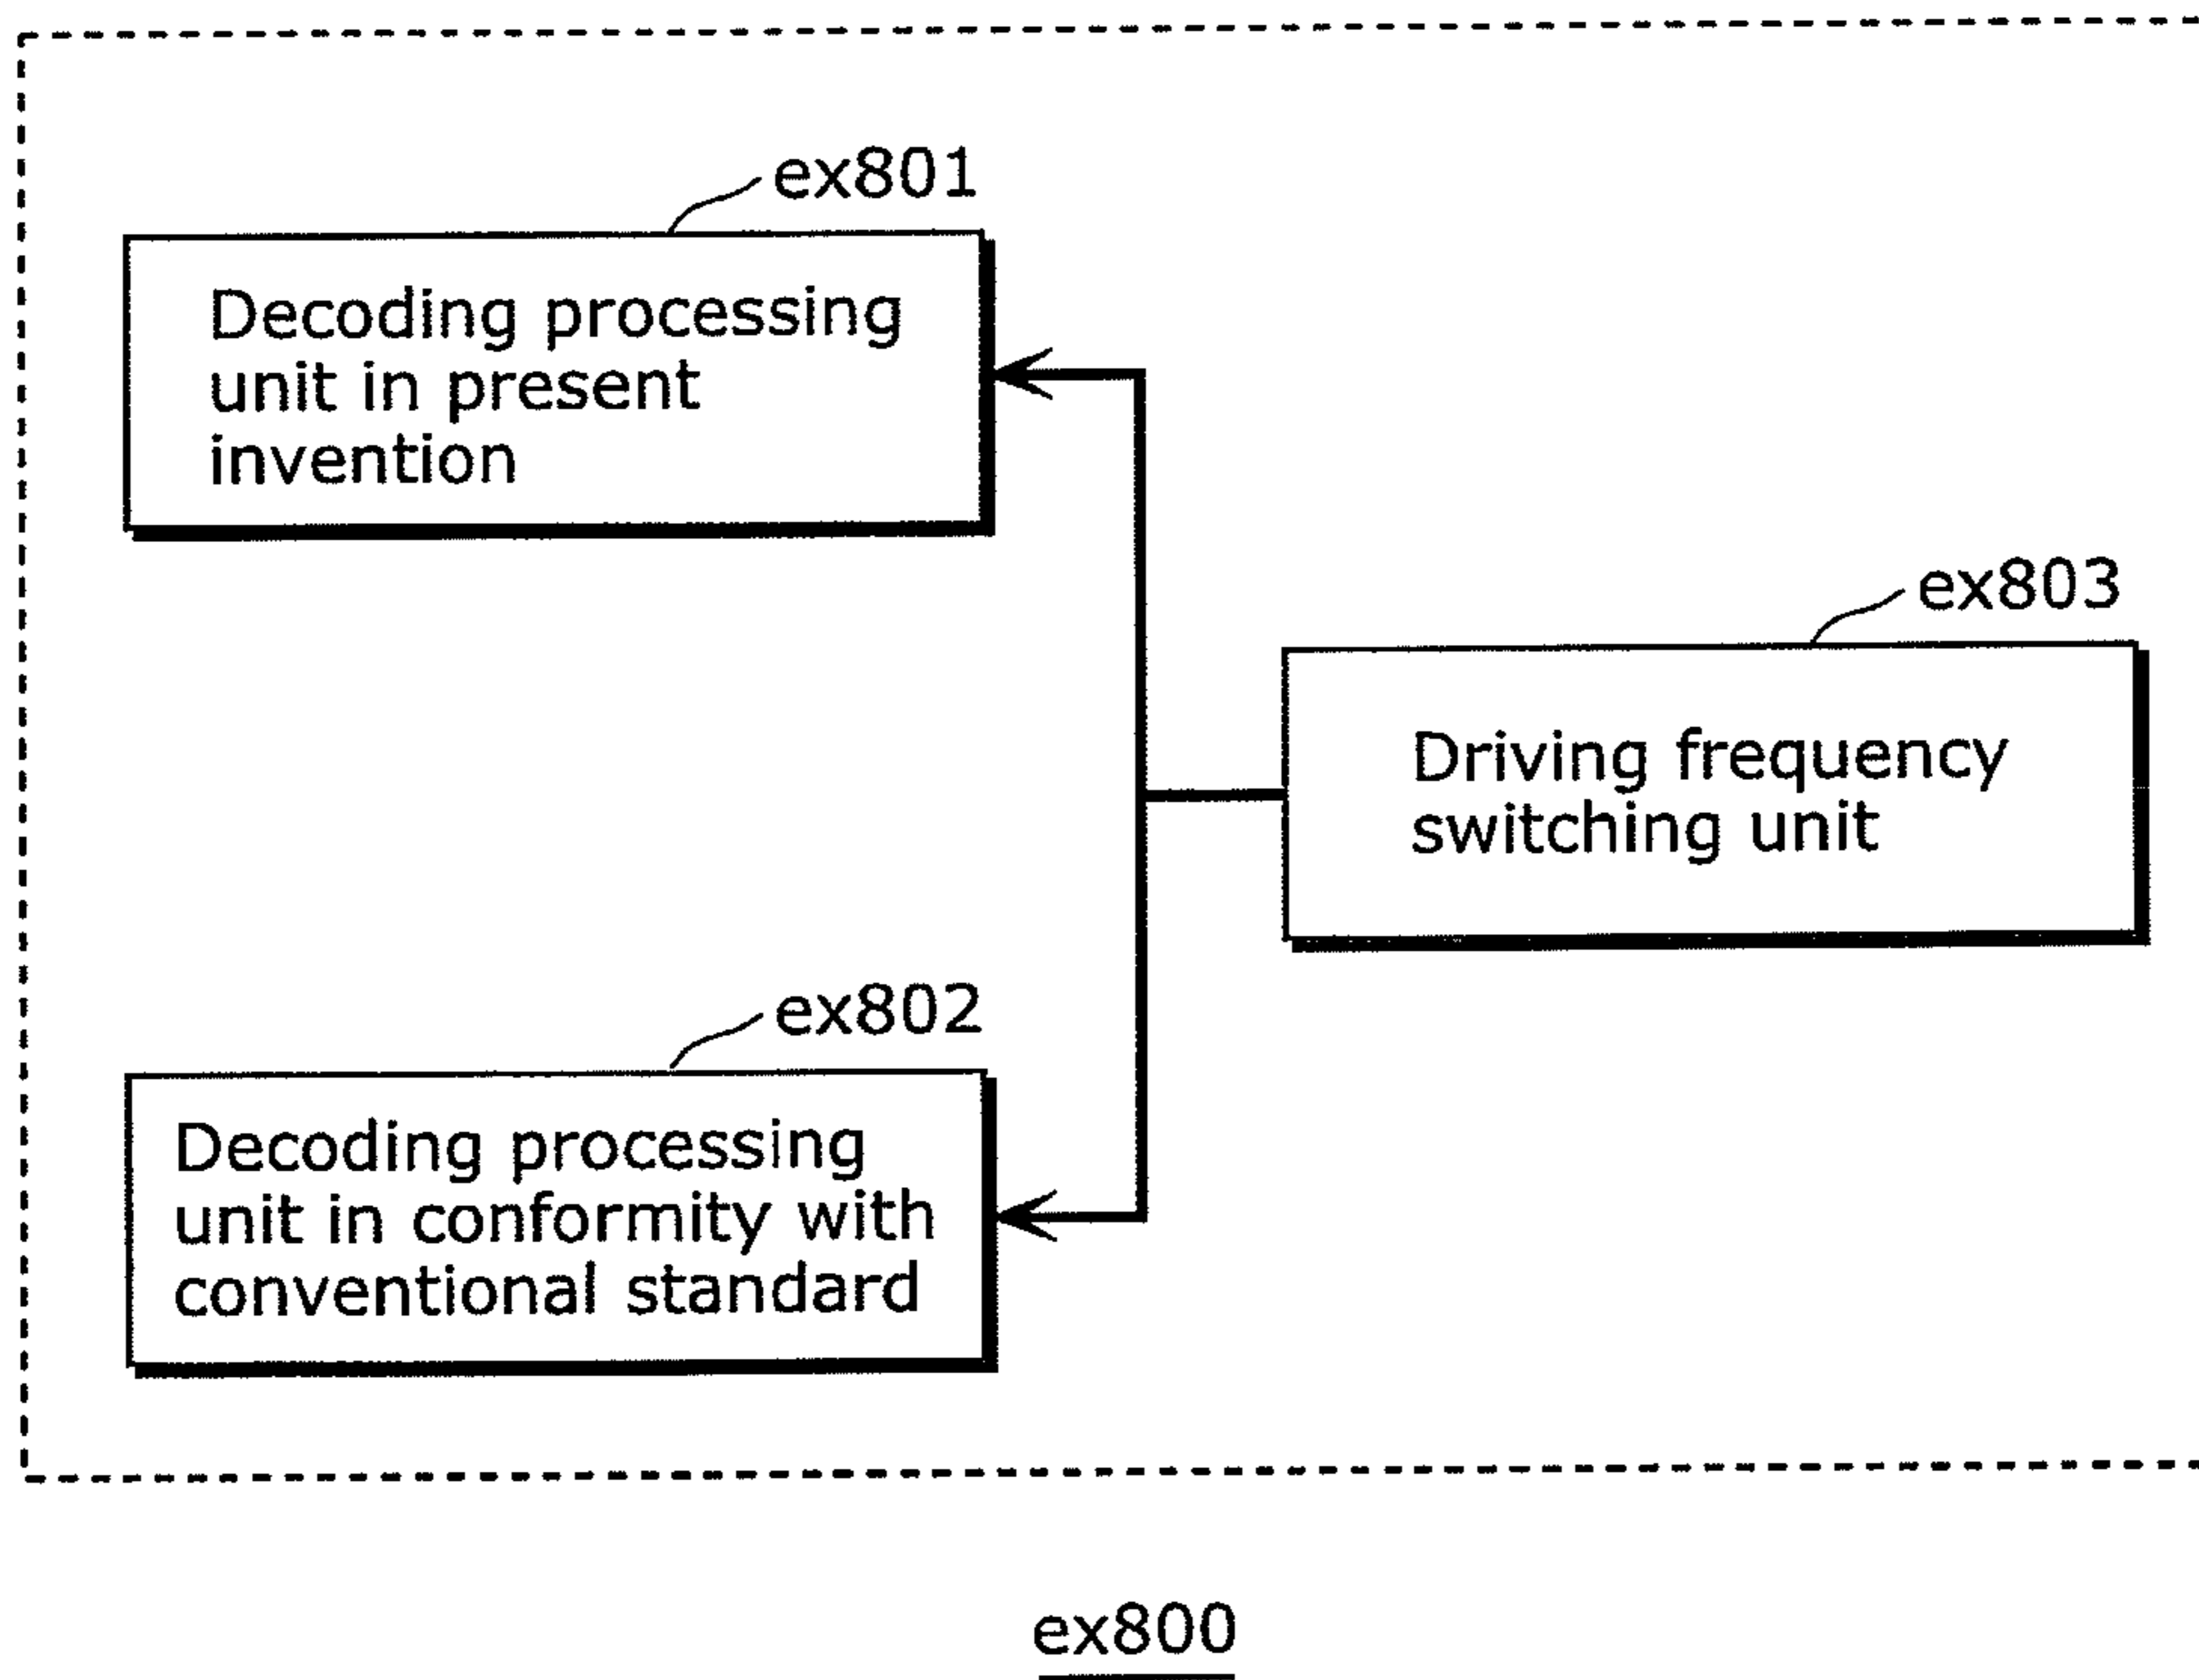 ex801
Decoding processing
unit in present
invention
ex803
Driving frequency
switching unit
ex802
Decoding processing
unit in conformity with
conventional standard
ex800